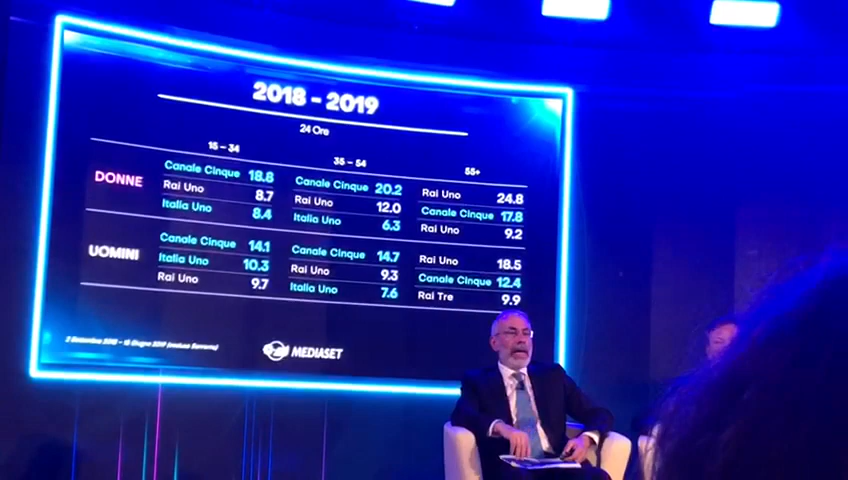 2018 - 2019
24 Ore
15 - 34
35 - 54
55+
DONNE
Canale Cinque 18.8
Rai Uno 8.7
Italia Uno 8.4
Canale Cinque 20.2
Rai Uno 12.0
Italia Uno 6.3
Rai Uno 24.8
Canale Cinque 17.8
Rai Uno 9.2
UOMINI
Canale Cinque 14.1
Italia Uno 10.3
Rai Uno 9.7
Canale Cinque 14.7
Rai Uno 9.3
Italia Uno 7.6
Rai Uno 18.5
Canale Cinque 12.4
Rai Tre 9.9
MEDIASET